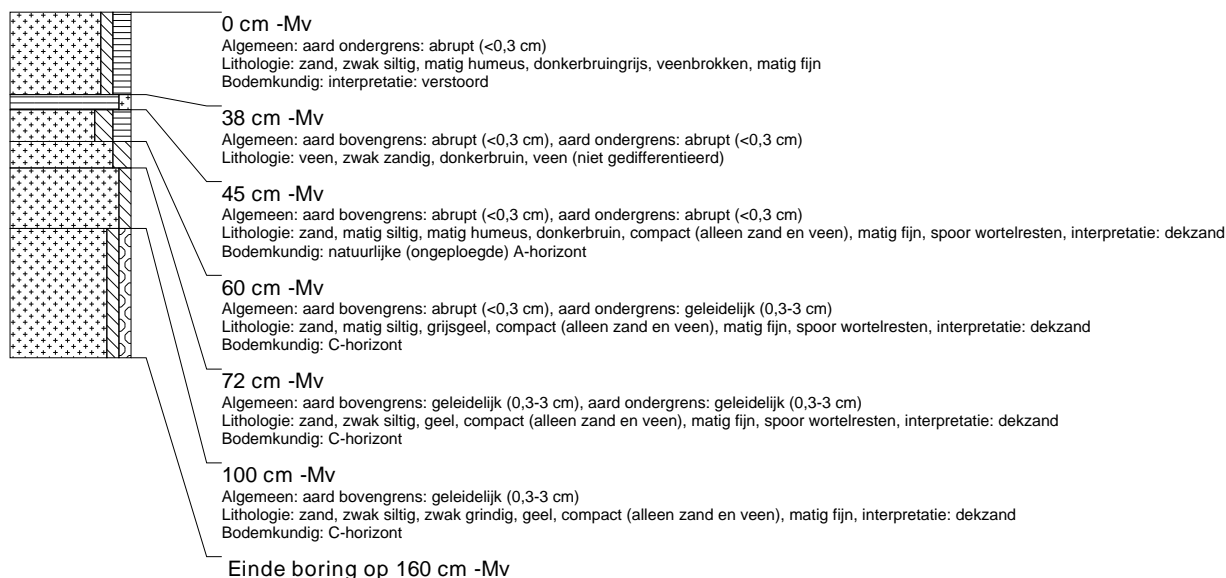 0 cm -Mv
Algemeen: aard ondergrens: abrupt (<0,3 cm)
Lithologie: zand, zwak siltig, matig humeus, donkerbruingrijs, veenbrokken, matig fijn
Bodemkundig: interpretatie: verstoord
38 cm -Mv
Algemeen: aard bovengrens: abrupt (<0,3 cm), aard ondergrens: abrupt (<0,3 cm)
Lithologie: veen, zwak zandig, donkerbruin, veen (niet gedifferentieerd)
45 cm -Mv
Algemeen: aard bovengrens: abrupt (<0,3 cm), aard ondergrens: abrupt (<0,3 cm)
Lithologie: zand, matig siltig, matig humeus, donkerbruin, compact (alleen zand en veen), matig fijn, spoor wortelresten, interpretatie: dekzand
Bodemkundig: natuurlijke (ongeploegde) A-horizont
60 cm -Mv
Algemeen: aard bovengrens: abrupt (<0,3 cm), aard ondergrens: geleidelijk (0,3-3 cm)
Lithologie: zand, matig siltig, grijsgeel, compact (alleen zand en veen), matig fijn, spoor wortelresten, interpretatie: dekzand
Bodemkundig: C-horizont
72 cm -Mv
Algemeen: aard bovengrens: geleidelijk (0,3-3 cm), aard ondergrens: geleidelijk (0,3-3 cm)
Lithologie: zand, zwak siltig, geel, compact (alleen zand en veen), matig fijn, spoor wortelresten, interpretatie: dekzand
Bodemkundig: C-horizont
100 cm -Mv
Algemeen: aard bovengrens: geleidelijk (0,3-3 cm)
Lithologie: zand, zwak siltig, zwak grindig, geel, compact (alleen zand en veen), matig fijn, interpretatie: dekzand
Bodemkundig: C-horizont
Einde boring op 160 cm -Mv